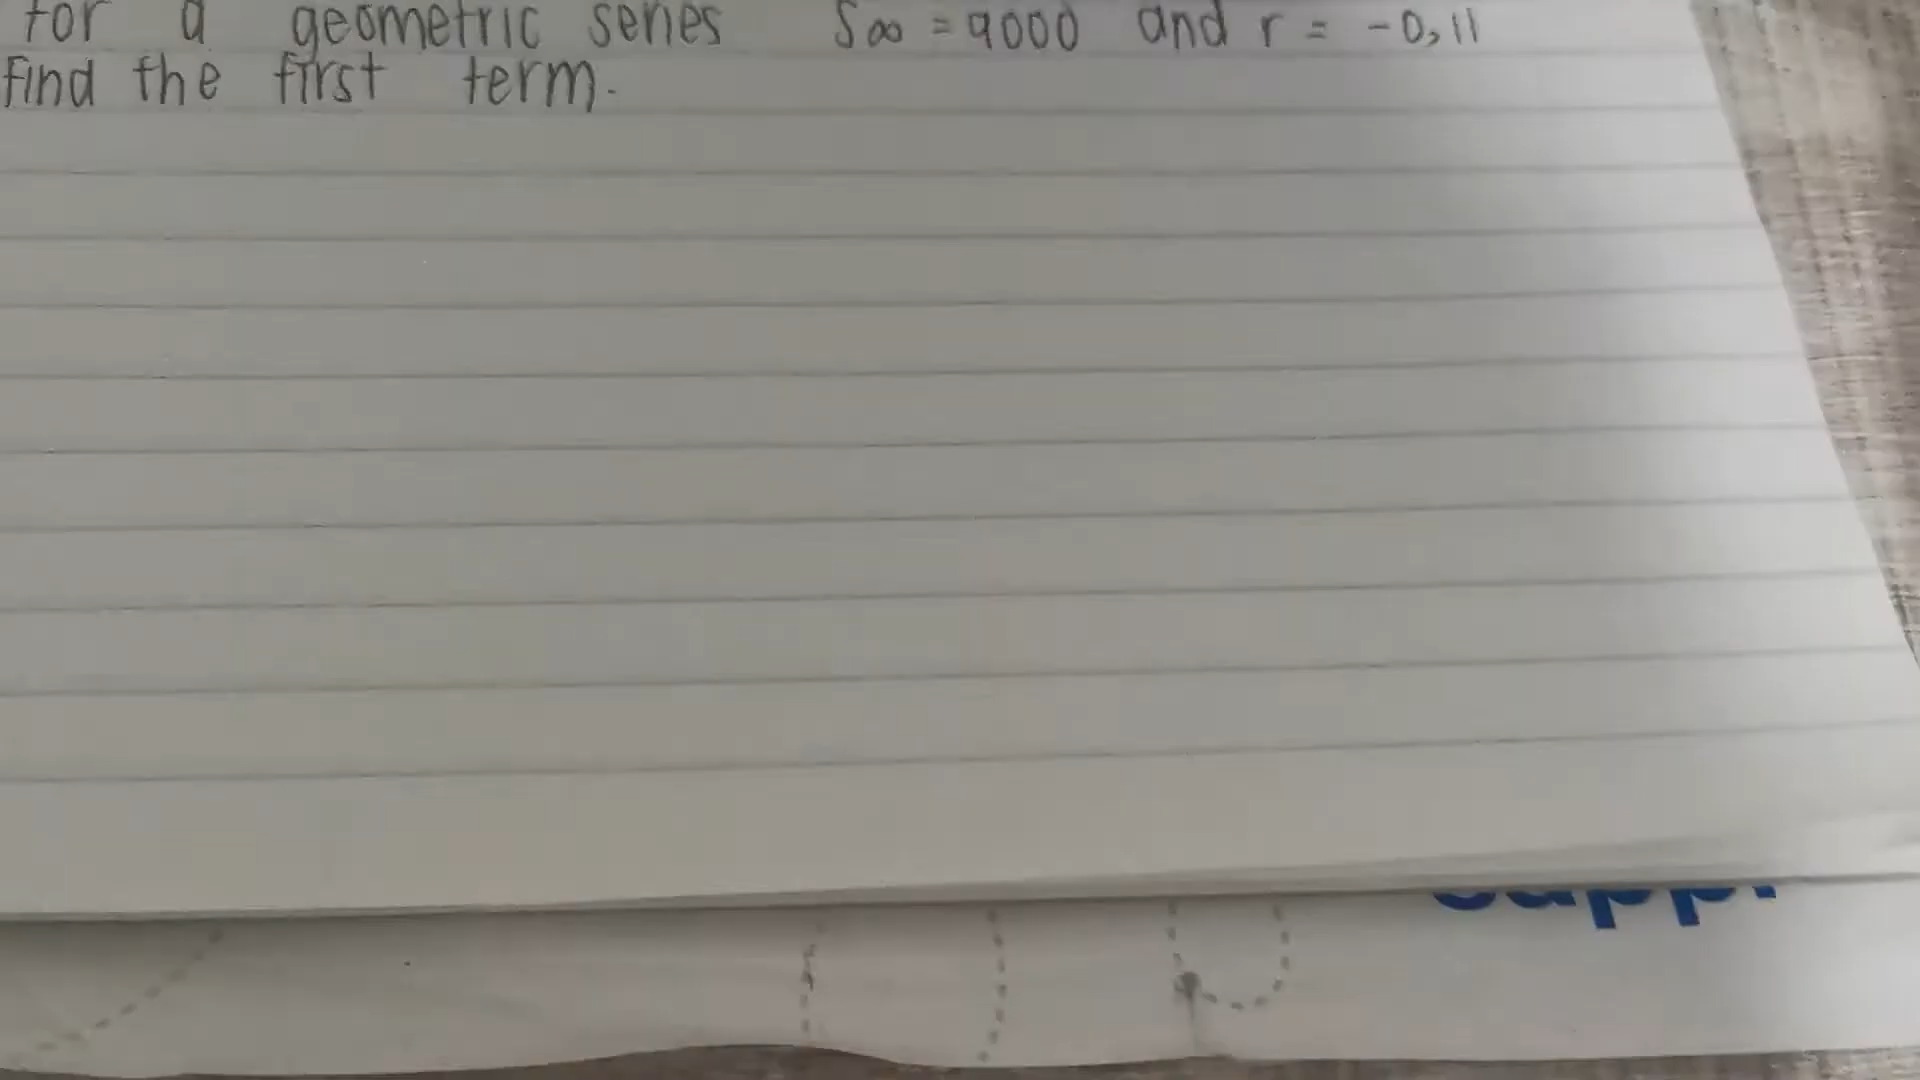 for a geometric series S∞ = 9000 and r = -0,11
find the first term.